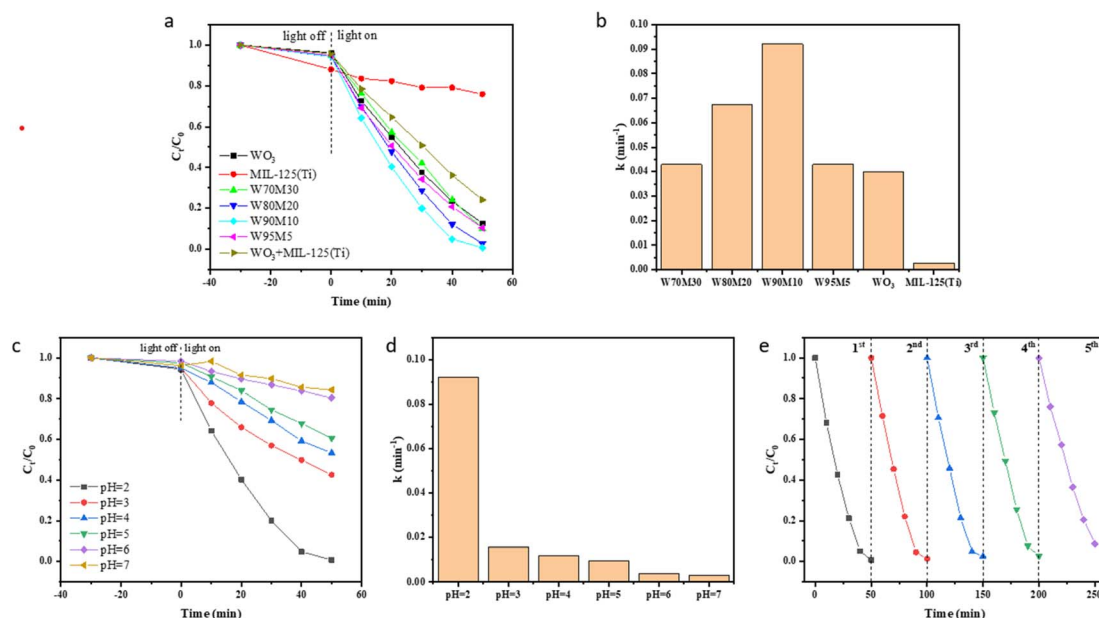 a
light off
light on
1.0
0.8
0.6
0.4
0.2
0.0
Cₜ/C₀
WO₃
MIL-125(Ti)
W70M30
W80M20
W90M10
W95M5
WO₃+MIL-125(Ti)
-40 -20 0 20 40 60
Time (min)
b
0.10
0.09
0.08
0.07
0.06
0.05
0.04
0.03
0.02
0.01
0.00
k (min⁻¹)
W70M30 W80M20 W90M10 W95M5 WO₃ MIL-125(Ti)
c
light off
light on
1.0
0.8
0.6
0.4
0.2
0.0
Cₜ/C₀
pH=2
pH=3
pH=4
pH=5
pH=6
pH=7
-60 -40 -20 0 20 40 60
Time (min)
d
0.10
0.08
0.06
0.04
0.02
0.00
k (min⁻¹)
pH=2 pH=3 pH=4 pH=5 pH=6 pH=7
e
1ˢᵗ 2ⁿᵈ 3ʳᵈ 4ᵗʰ 5ᵗʰ
1.0
0.8
0.6
0.4
0.2
0.0
Cₜ/C₀
0 50 100 150 200 250
Time (min)